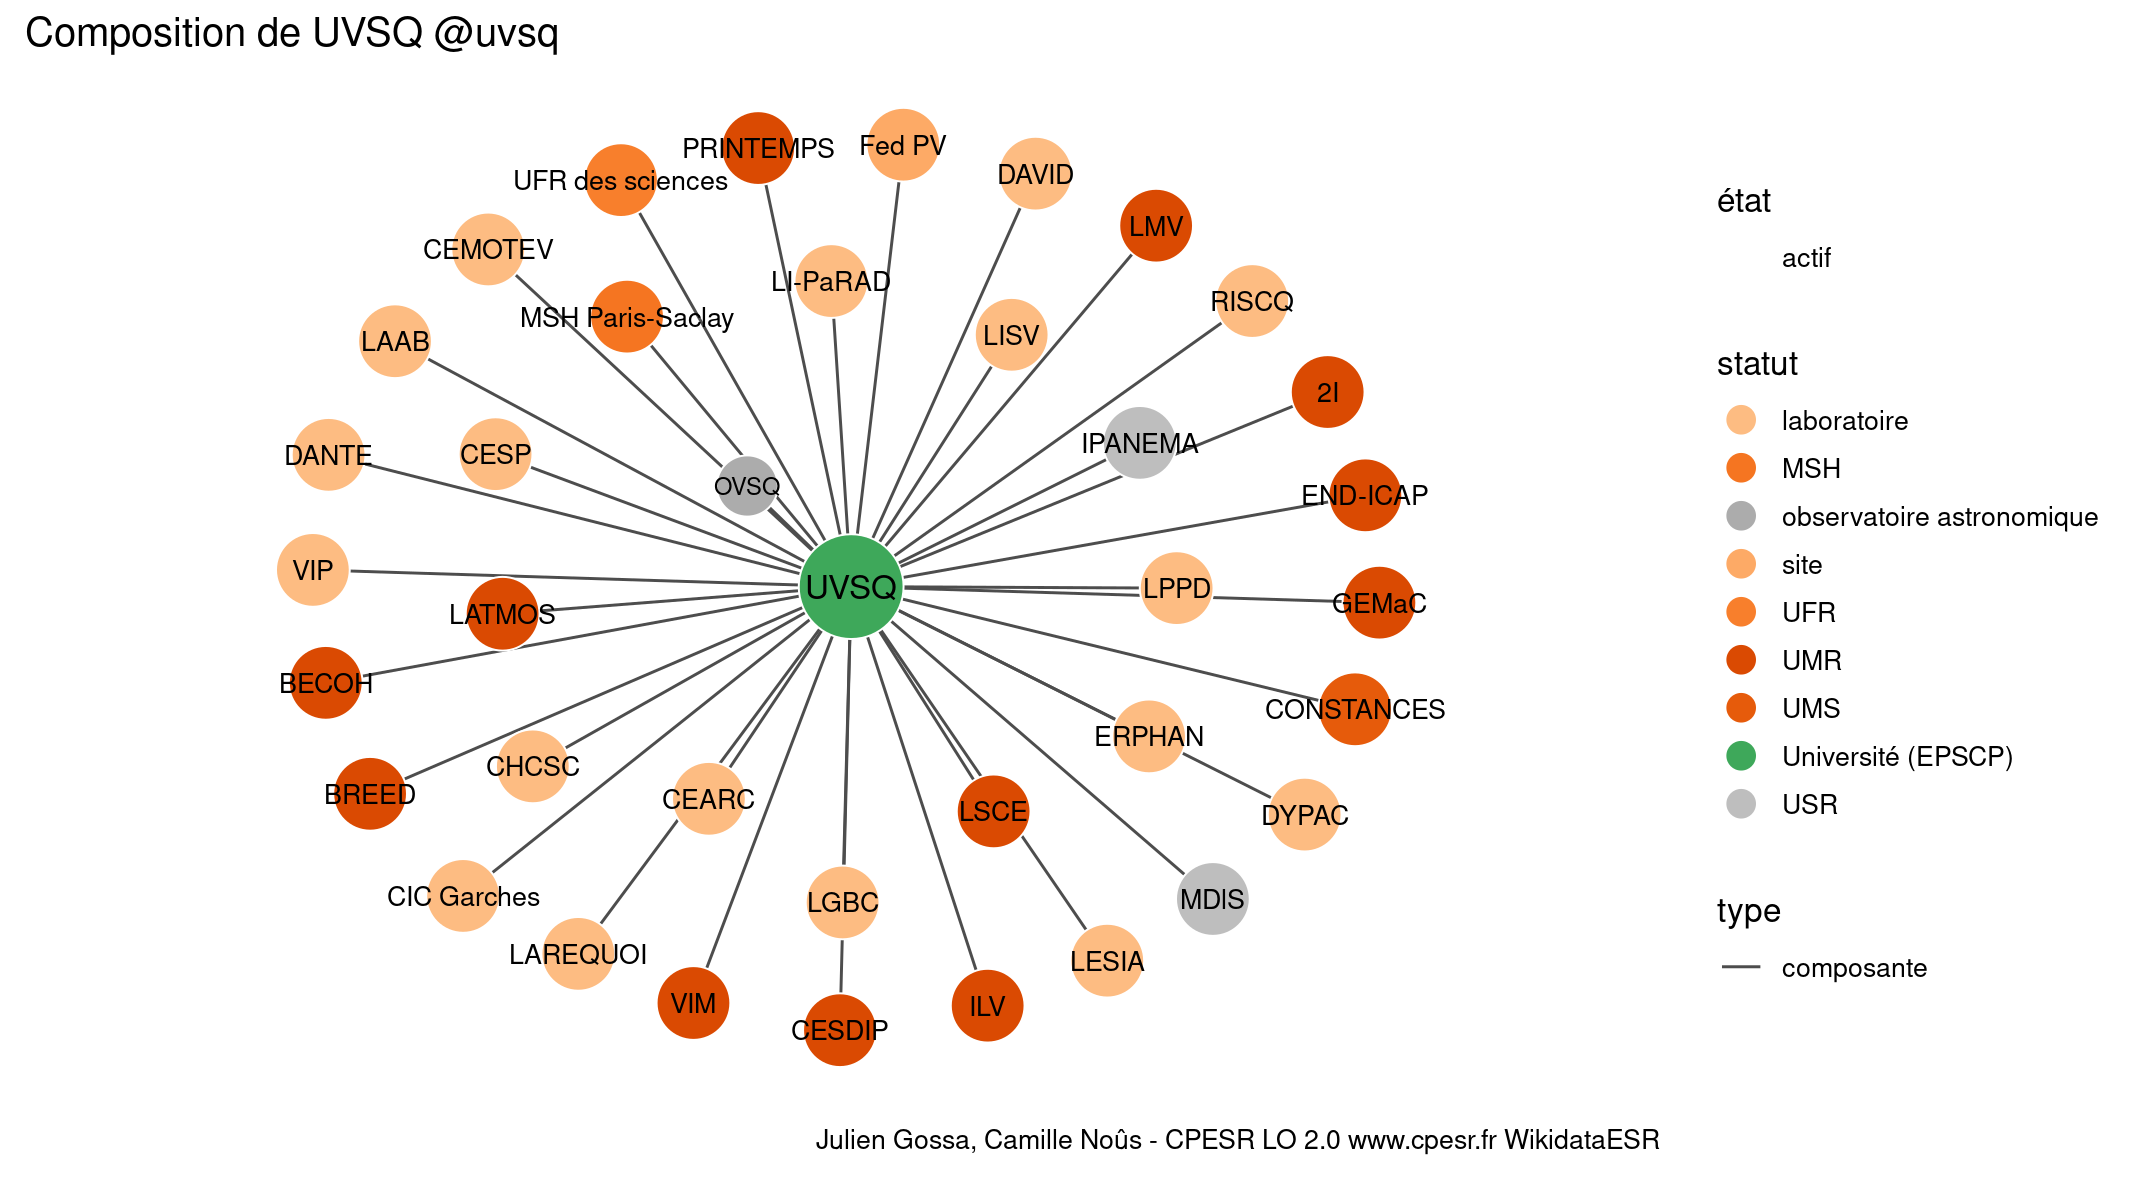 Composition de UVSQ @uvsq
PRINTEMPS
Fed PV
DAVID
UFR des sciences
LMV
CEMOTEV
LI-PaRAD
RISCQ
MSH Paris-Saclay
LISV
LAAB
2I
IPANEMA
DANTE
CESP
OVSQ
END-ICAP
VIP
UVSQ
LPPD
GEMaC
LATMOS
BECOH
CONSTANCES
ERPHAN
CHCSC
BREED
CEARC
LSCE
DYPAC
CIC Garches
LGBC
MDIS
LAREQUOI
LESIA
VIM
ILV
CESDIP
état
actif
statut
laboratoire
MSH
observatoire astronomique
site
UFR
UMR
UMS
Université (EPSCP)
USR
type
composante
Julien Gossa, Camille Noûs - CPESR LO 2.0 www.cpesr.fr WikidataESR